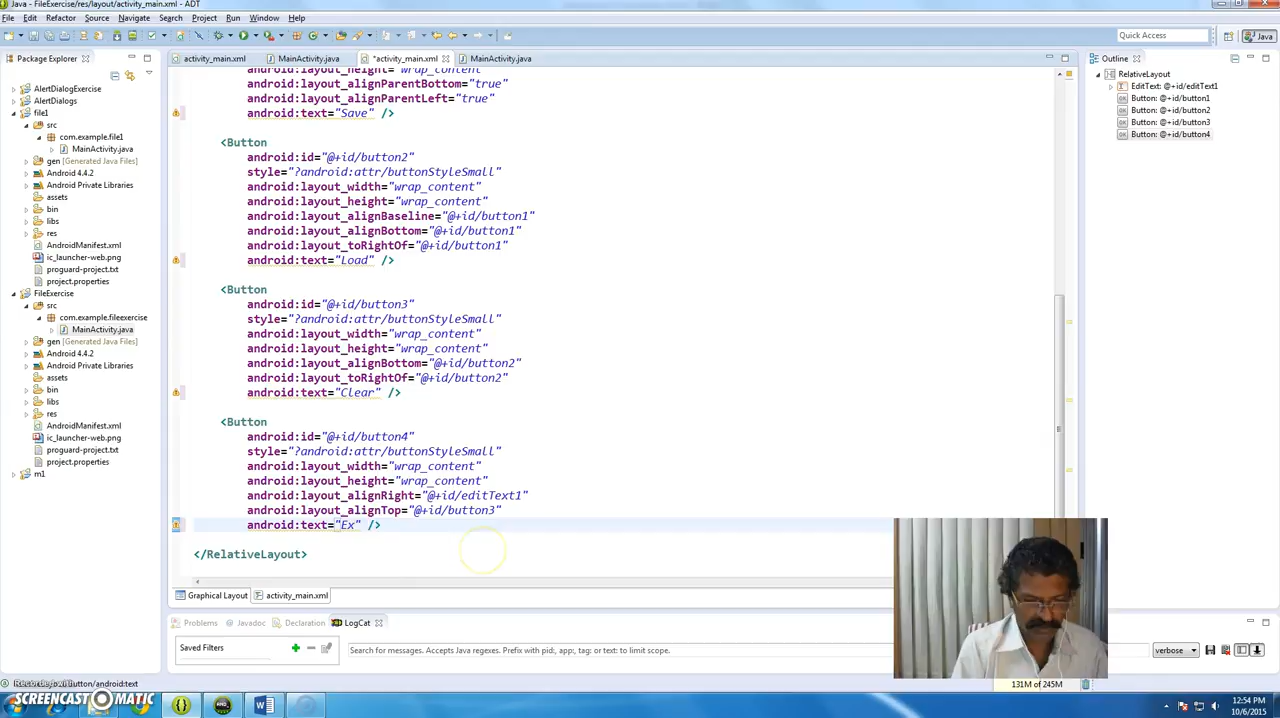 Java - FileExercise/res/layout/activity_main.xml - ADT
File Edit Refactor Source Navigate Search Project Run Window Help
Quick Access
Java
Package Explorer
AlertDialogExercise
AlertDialogs
file1
src
com.example.file1
MainActivity.java
gen [Generated Java Files]
Android 4.4.2
Android Private Libraries
assets
bin
libs
res
AndroidManifest.xml
ic_launcher-web.png
proguard-project.txt
project.properties
FileExercise
src
com.example.fileexercise
MainActivity.java
gen [Generated Java Files]
Android 4.4.2
Android Private Libraries
assets
bin
libs
res
AndroidManifest.xml
ic_launcher-web.png
proguard-project.txt
project.properties
m1
activity_main.xml
MainActivity.java
*activity_main.xml
MainActivity.java
android:layout_height="wrap_content"
android:layout_alignParentBottom="true"
android:layout_alignParentLeft="true"
android:text="Save" />
<Button
android:id="@+id/button2"
style="?android:attr/buttonStyleSmall"
android:layout_width="wrap_content"
android:layout_height="wrap_content"
android:layout_alignBaseline="@+id/button1"
android:layout_alignBottom="@+id/button1"
android:layout_toRightOf="@+id/button1"
android:text="Load" />
<Button
android:id="@+id/button3"
style="?android:attr/buttonStyleSmall"
android:layout_width="wrap_content"
android:layout_height="wrap_content"
android:layout_alignBottom="@+id/button2"
android:layout_toRightOf="@+id/button2"
android:text="Clear" />
<Button
android:id="@+id/button4"
style="?android:attr/buttonStyleSmall"
android:layout_width="wrap_content"
android:layout_height="wrap_content"
android:layout_alignRight="@+id/editText1"
android:layout_alignTop="@+id/button3"
android:text="Ex" />
</RelativeLayout>
Graphical Layout
activity_main.xml
Outline
RelativeLayout
EditText: @+id/editText1
Button: @+id/button1
Button: @+id/button2
Button: @+id/button3
Button: @+id/button4
Problems
Javadoc
Declaration
LogCat
Saved Filters
Search for messages. Accepts Java regexes. Prefix with pid:, app:, tag: or text: to limit scope.
verbose
/Button/android:text
131M of 245M
SCREENCAST MATIC
12:54 PM
10/6/2015